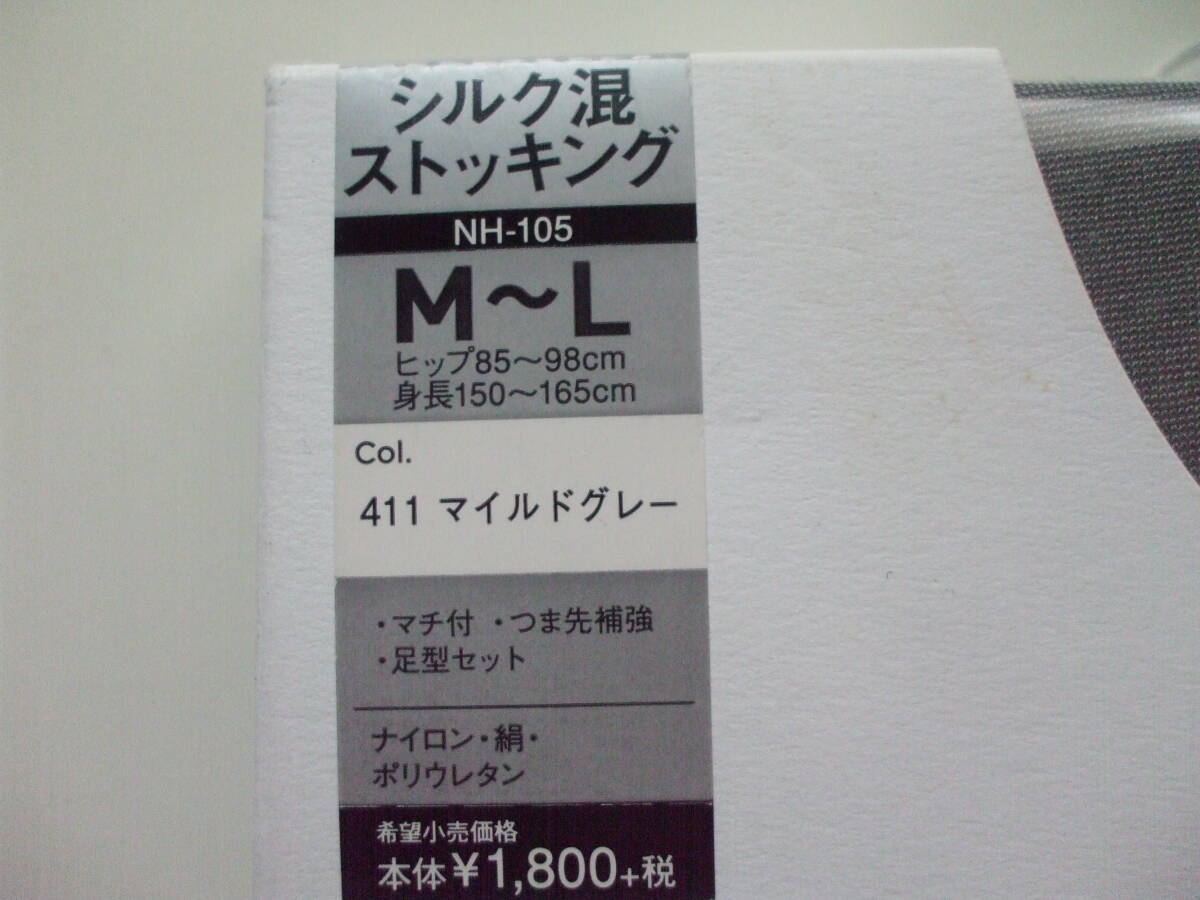 シルク混
ストッキング
NH-105
M～L
ヒップ85～98cm
身長150～165cm
Col.
411 マイルドグレー
・マチ付 ・つま先補強
・足型セット
ナイロン・絹・
ポリウレタン
希望小売価格
本体¥1,800+税